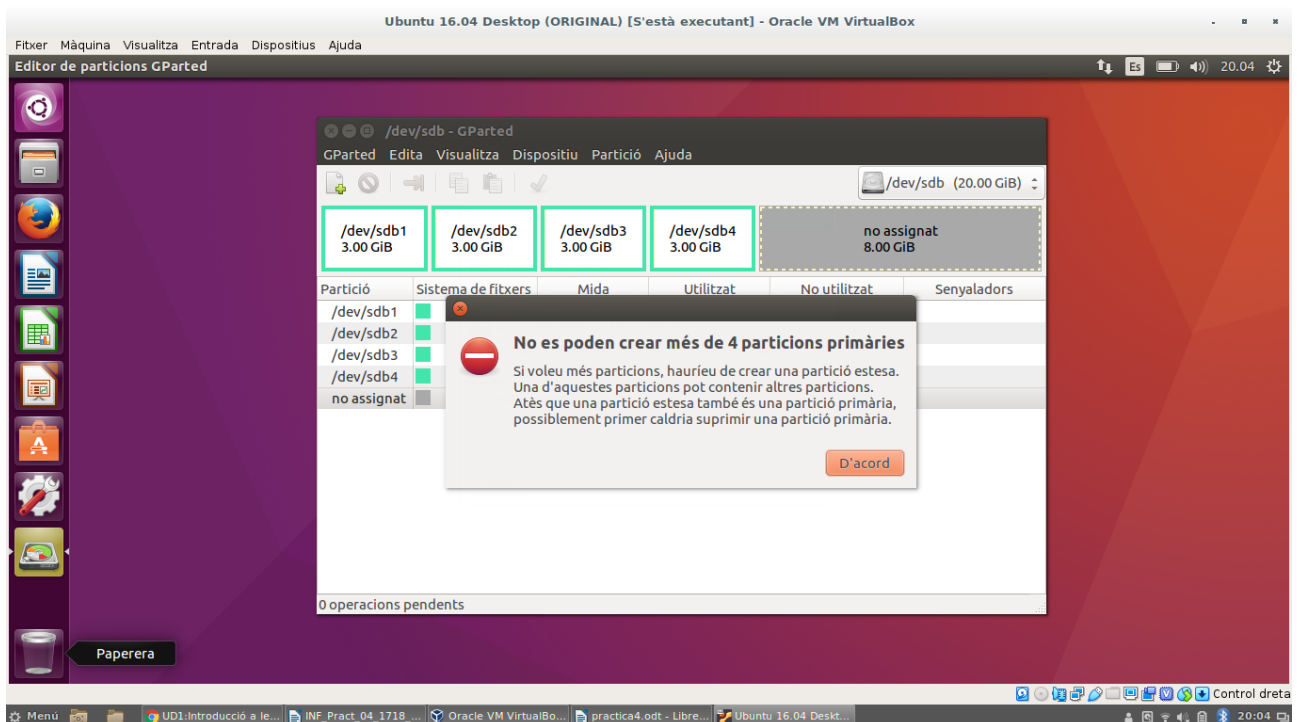 Ubuntu 16.04 Desktop (ORIGINAL) [S'està executant] - Oracle VM VirtualBox
Fitxer Màquina Visualitza Entrada Dispositius Ajuda
Editor de particions GParted
Es
20.04
/dev/sdb - GParted
GParted Edita Visualitza Dispositiu Partició Ajuda
/dev/sdb (20.00 GiB)
/dev/sdb1 /dev/sdb2 /dev/sdb3 /dev/sdb4 no assignat
3.00 GiB 3.00 GiB 3.00 GiB 3.00 GiB 8.00 GiB
Partició Sistema de fitxers Mida Utilitzat No utilitzat Senyaladors
/dev/sdb1
/dev/sdb2
/dev/sdb3
/dev/sdb4
no assignat
No es poden crear més de 4 particions primàries
Si voleu més particions, hauríeu de crear una partició estesa.
Una d'aquestes particions pot contenir altres particions.
Atès que una partició estesa també és una partició primària,
possiblement primer caldria suprimir una partició primària.
D'acord
0 operacions pendents
Paperera
Control dreta
Menú UD1:Introducció a le... INF_Pract_04_1718_... Oracle VM VirtualBo... practica4.odt - Libre... Ubuntu 16.04 Deskt... 20:04